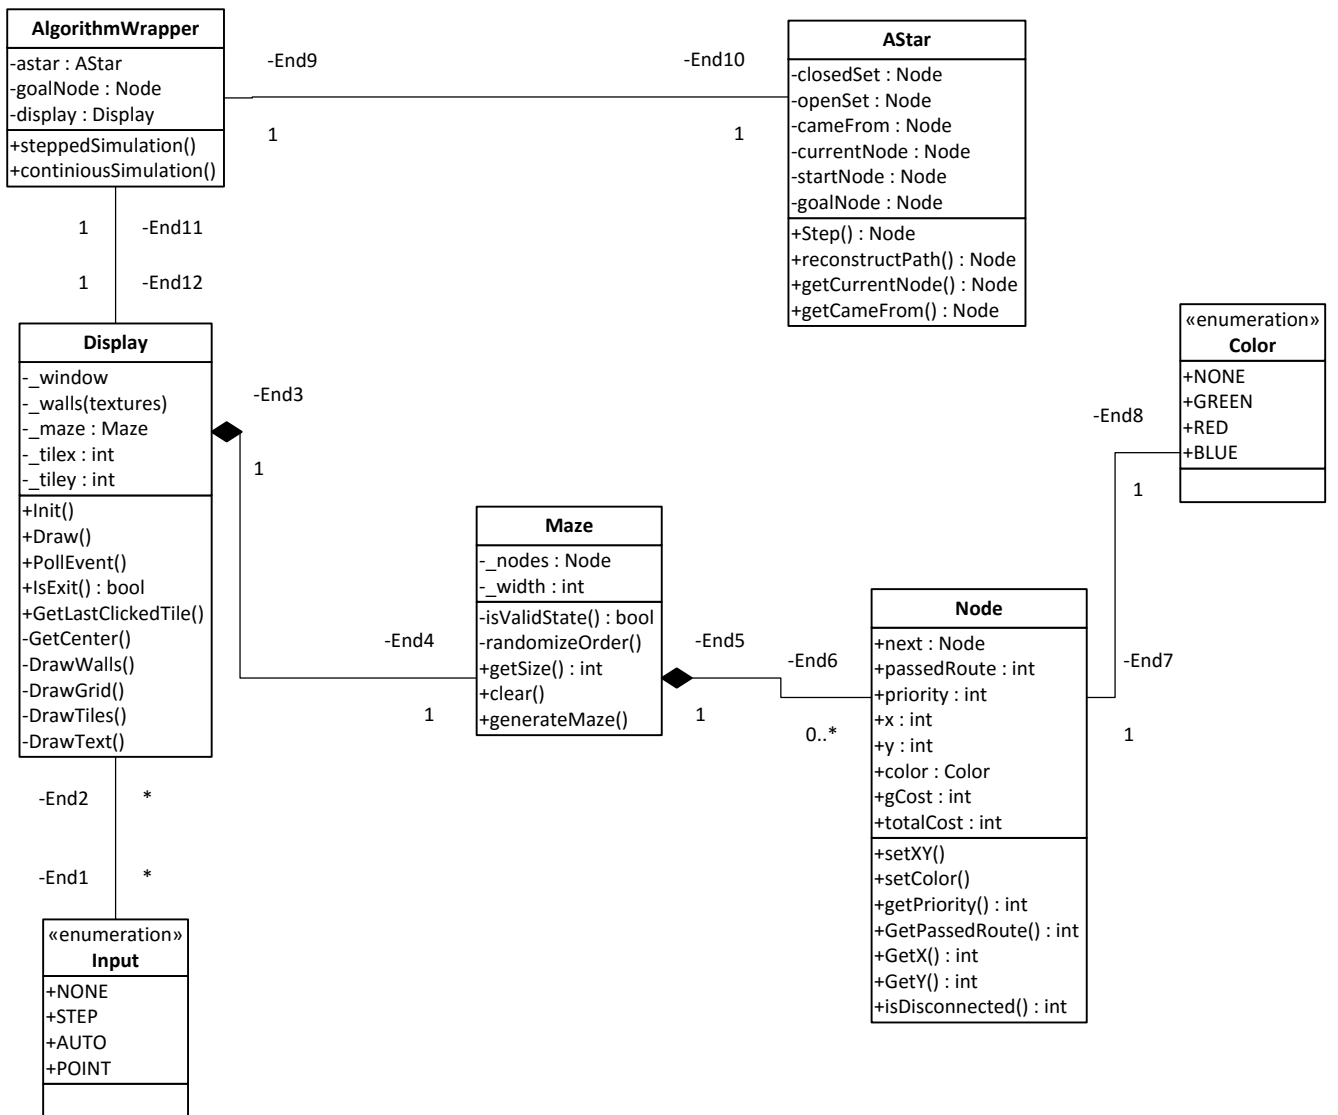 AlgorithmWrapper
-astar : AStar
-goalNode : Node
-display : Display
+steppedSimulation()
+continiousSimulation()
-End9
1
-End10
1
AStar
-closedSet : Node
-openSet : Node
-cameFrom : Node
-currentNode : Node
-startNode : Node
-goalNode : Node
+Step() : Node
+reconstructPath() : Node
+getCurrentNode() : Node
+getCameFrom() : Node
1
-End11
1
-End12
Display
-_window
-_walls(textures)
-_maze : Maze
-_tilex : int
-_tiley : int
+Init()
+Draw()
+PollEvent()
+IsExit() : bool
+GetLastClickedTile()
-GetCenter()
-DrawWalls()
-DrawGrid()
-DrawTiles()
-DrawText()
-End3
1
-End4
1
Maze
-_nodes : Node
-_width : int
-isValidState() : bool
-randomizeOrder()
+getSize() : int
+clear()
+generateMaze()
-End5
1
-End6
0..*
Node
+next : Node
+passedRoute : int
+priority : int
+x : int
+y : int
+color : Color
+gCost : int
+totalCost : int
+setXY()
+setColor()
+getPriority() : int
+GetPassedRoute() : int
+GetX() : int
+GetY() : int
+isDisconnected() : int
-End7
1
-End8
1
«enumeration»
Color
+NONE
+GREEN
+RED
+BLUE
-End2
*
-End1
*
«enumeration»
Input
+NONE
+STEP
+AUTO
+POINT